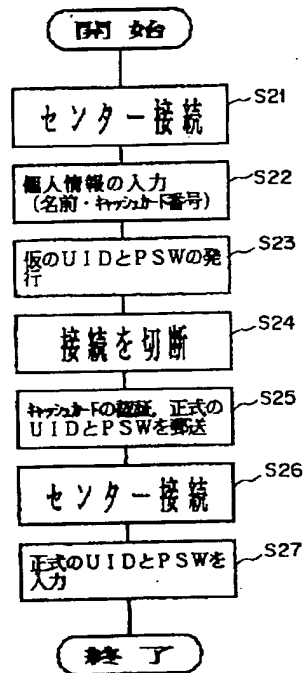 開始
センター接続
S21
個人情報の入力
(名前・キャッシュカード番号)
S22
仮のUIDとPSWの発
行
S23
接続を切断
S24
キャッシュカードの認証,正式の
UIDとPSWを郵送
S25
センター接続
S26
正式のUIDとPSWを
入力
S27
終了